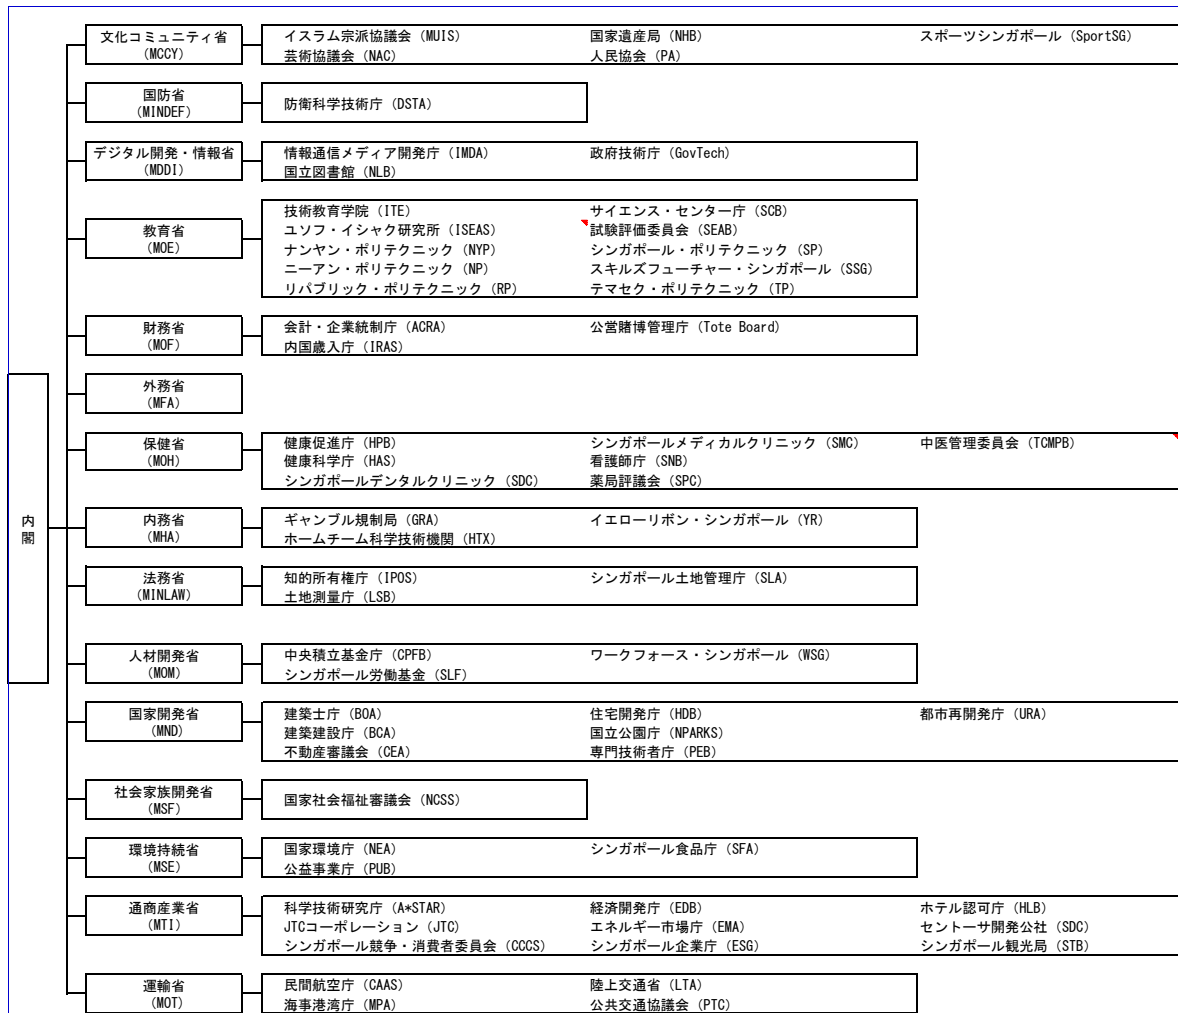 文化コミュニティ省
(MCCY)
イスラム宗派協議会（MUIS） 国家遺産局（NHB） スポーツシンガポール（SportSG）
芸術協議会（NAC） 人民協会（PA）
国防省
(MINDEF)
防衛科学技術庁（DSTA）
デジタル開発・情報省
(MDDI)
情報通信メディア開発庁（IMDA） 政府技術庁（GovTech）
国立図書館（NLB）
教育省
(MOE)
技術教育学院（ITE） サイエンス・センター庁（SCB）
ユソフ・イシャク研究所（ISEAS） 試験評価委員会（SEAB）
ナンヤン・ポリテクニック（NYP） シンガポール・ポリテクニック（SP）
ニーアン・ポリテクニック（NP） スキルズフューチャー・シンガポール（SSG）
リパブリック・ポリテクニック（RP） テマセク・ポリテクニック（TP）
財務省
(MOF)
会計・企業統制庁（ACRA） 公営賭博管理庁（Tote Board）
内国歳入庁（IRAS）
外務省
(MFA)
保健省
(MOH)
健康促進庁（HPB） シンガポールメディカルクリニック（SMC） 中医管理委員会（TCMPB）
健康科学庁（HAS） 看護師庁（SNB）
シンガポールデンタルクリニック（SDC） 薬局評議会（SPC）
内閣
内務省
(MHA)
ギャンブル規制局（GRA） イエローリボン・シンガポール（YR）
ホームチーム科学技術機関（HTX）
法務省
(MINLAW)
知的所有権庁（IPOS） シンガポール土地管理庁（SLA）
土地測量庁（LSB）
人材開発省
(MOM)
中央積立基金庁（CPFB） ワークフォース・シンガポール（WSG）
シンガポール労働基金（SLF）
国家開発省
(MND)
建築士庁（BOA） 住宅開発庁（HDB） 都市再開発庁（URA）
建築建設庁（BCA） 国立公園庁（NPARKS）
不動産審議会（CEA） 専門技術者庁（PEB）
社会家族開発省
(MSF)
国家社会福祉審議会（NCSS）
環境持続省
(MSE)
国家環境庁（NEA） シンガポール食品庁（SFA）
公益事業庁（PUB）
通商産業省
(MTI)
科学技術研究庁（A*STAR） 経済開発庁（EDB） ホテル認可庁（HLB）
JTCコーポレーション（JTC） エネルギー市場庁（EMA） セントーサ開発公社（SDC）
シンガポール競争・消費者委員会（CCCS） シンガポール企業庁（ESG） シンガポール観光局（STB）
運輸省
(MOT)
民間航空庁（CAAS） 陸上交通省（LTA）
海事港湾庁（MPA） 公共交通協議会（PTC）